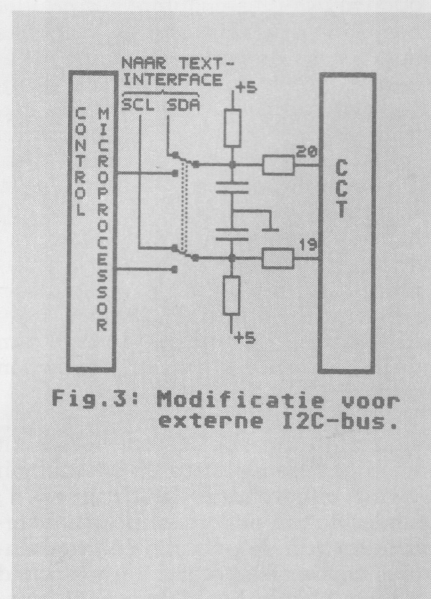 NAAR TEXT-
INTERFACE
SCL SDA
+5
CONTROL
MICROPROCESSOR
20
CCT
19
+5
Fig.3: Modificatie voor
externe I2C-bus.